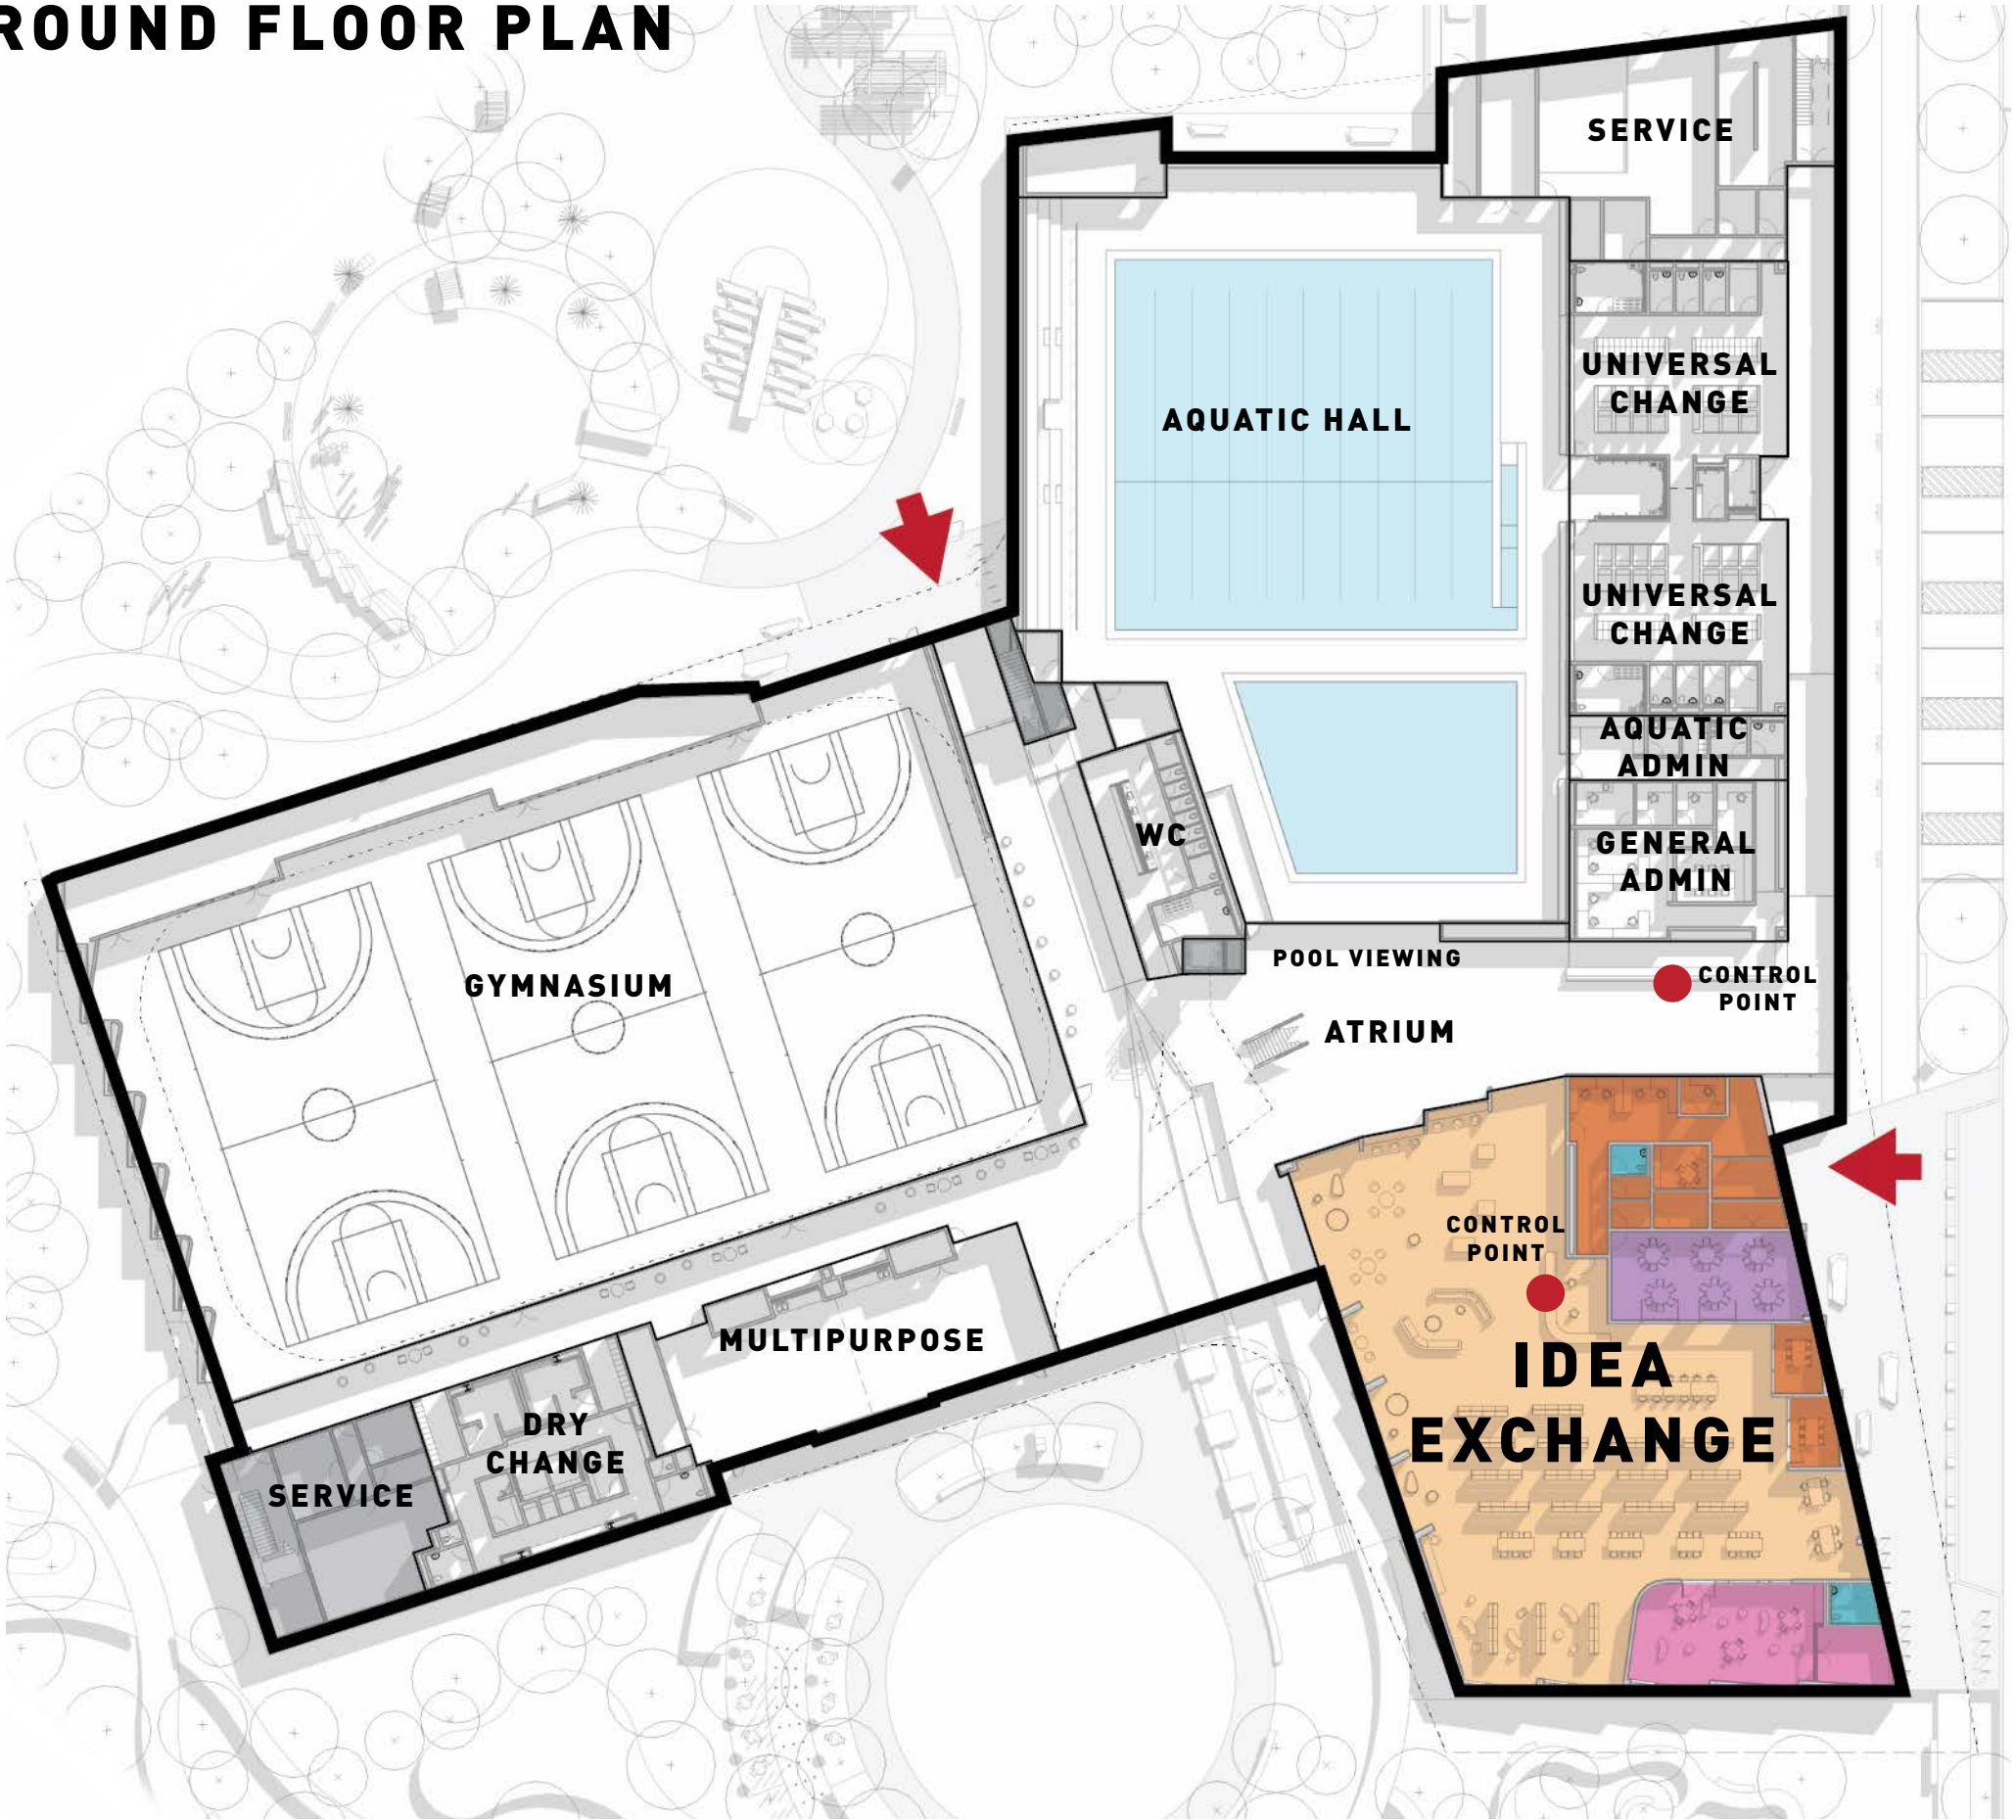 ROUND FLOOR PLAN
SERVICE
UNIVERSAL
CHANGE
AQUATIC HALL
UNIVERSAL
CHANGE
AQUATIC
ADMIN
WC
GENERAL
ADMIN
POOL VIEWING
CONTROL
POINT
GYMNASIUM
ATRIUM
CONTROL
POINT
MULTIPURPOSE
IDEA
EXCHANGE
DRY
CHANGE
SERVICE